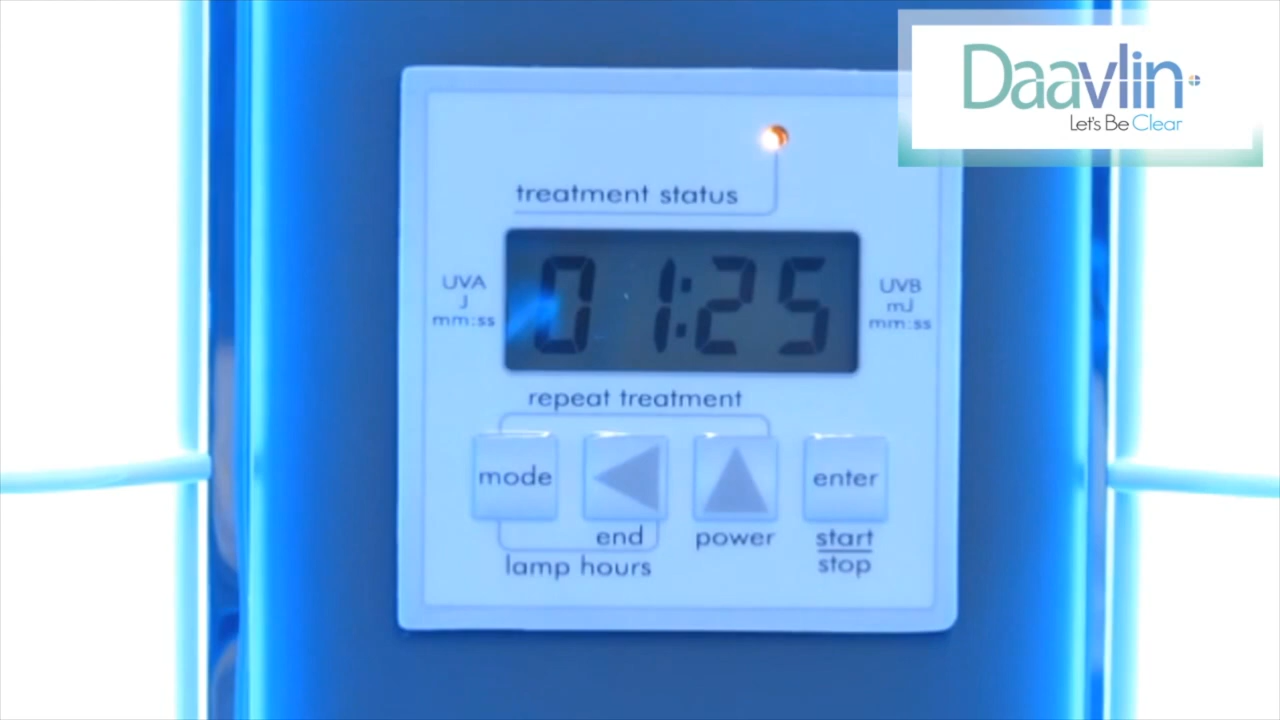 Daavlin
Let's Be Clear
treatment status
UVA
J
mm:ss
01:25
UVB
mJ
mm:ss
repeat treatment
mode
enter
end
power
start
stop
lamp hours